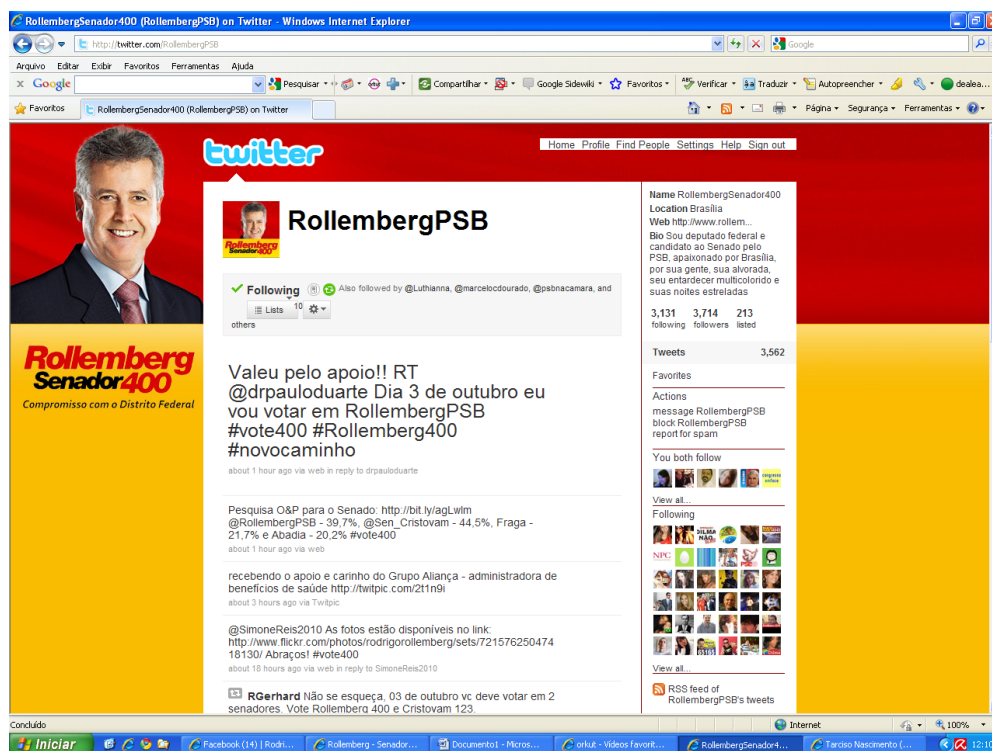 RollembergSenador400 (RollembergPSB) on Twitter - Windows Internet Explorer
http://twitter.com/RollembergPSB
Google
Arquivo Editar Exibir Favoritos Ferramentas Ajuda
x Google
Pesquisar
Compartilhar
Google Sidewiki
Favoritos
Verificar
Traduzir
Autopreencher
dealea...
Favoritos
RollembergSenador400 (RollembergPSB) on Twitter
Página Segurança Ferramentas
twitter
Home Profile Find People Settings Help Sign out
RollembergPSB
Rollemberg
Senador 400
Following
Also followed by @Luthianna, @marcelocdourado, @psbnacamara, and
Lists 10
others
Rollemberg
Senador 400
Compromisso com o Distrito Federal
Valeu pelo apoio!! RT
@drpauloduarte Dia 3 de outubro eu
vou votar em RollembergPSB
#vote400 #Rollemberg400
#novocaminho
about 1 hour ago via web in reply to drpauloduarte
Pesquisa O&P para o Senado: http://bit.ly/agLwlm
@RollembergPSB - 39,7%, @Sen_Cristovam - 44,5%, Fraga -
21,7% e Abadia - 20,2% #vote400
about 1 hour ago via web
recebendo o apoio e carinho do Grupo Aliança - administradora de
benefícios de saúde http://twitpic.com/2t1n9i
about 3 hours ago via Twitpic
@SimoneReis2010 As fotos estão disponíveis no link:
http://www.flickr.com/photos/rodrigorollemberg/sets/721576250474
18130/ Abraços! #vote400
about 18 hours ago via web in reply to SimoneReis2010
RGerhard Não se esqueça, 03 de outubro vc deve votar em 2
senadores. Vote Rollemberg 400 e Cristovam 123.
Name RollembergSenador400
Location Brasília
Web http://www.rollem...
Bio Sou deputado federal e
candidato ao Senado pelo
PSB, apaixonado por Brasília,
por sua gente, sua alvorada,
seu entardecer multicolorido e
suas noites estreladas
3,131 3,714 213
following followers listed
Tweets 3,562
Favorites
Actions
message RollembergPSB
block RollembergPSB
report for spam
You both follow
View all...
Following
DILMA
NÃO
NPC
View all...
RSS feed of
RollembergPSB's tweets
Concluído
Internet
100%
Iniciar
Facebook (14) | Rodri...
Rollemberg - Senador...
Documento1 - Micros...
orkut - Vídeos favorit...
RollembergSenador4...
Tarciso Nascimento (...
12:10